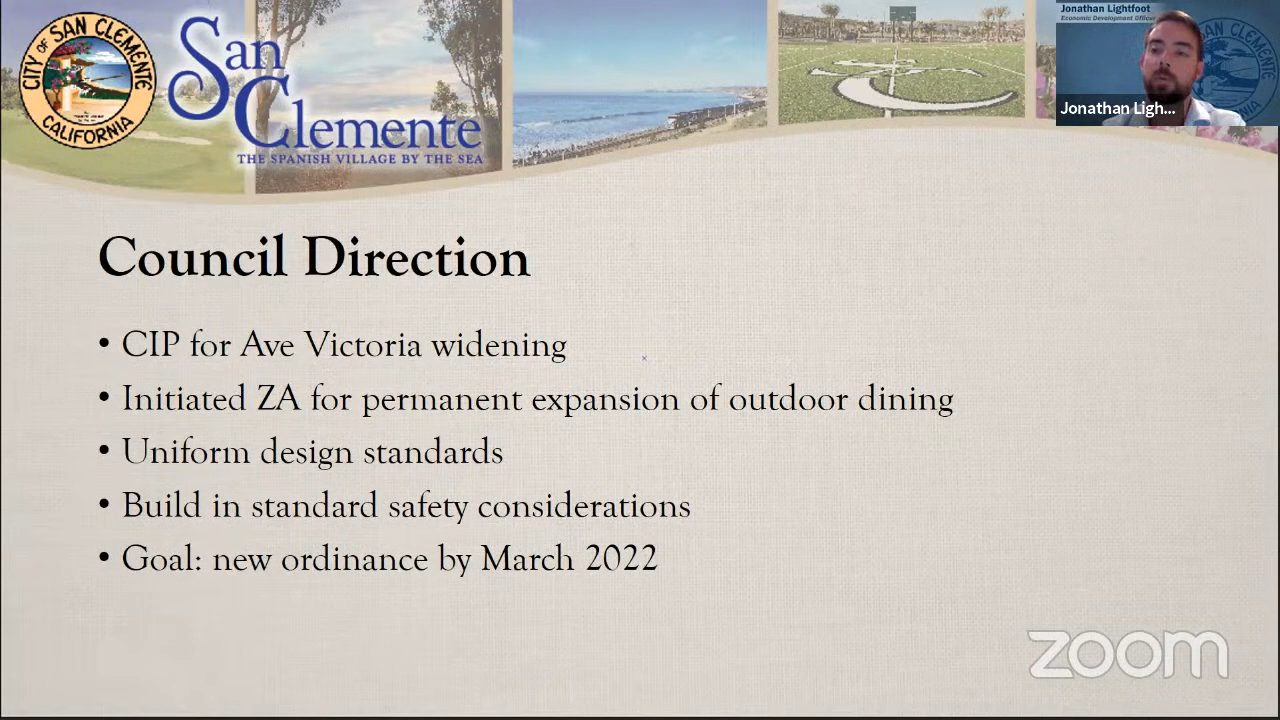 CITY OF SAN CLEMENTE
CALIFORNIA
San
Clemente
THE SPANISH VILLAGE BY THE SEA
Jonathan Lightfoot
Economic Development Officer
SAN CLEMENTE
Jonathan Ligh...
Council Direction
• CIP for Ave Victoria widening
• Initiated ZA for permanent expansion of outdoor dining
• Uniform design standards
• Build in standard safety considerations
• Goal: new ordinance by March 2022
zoom